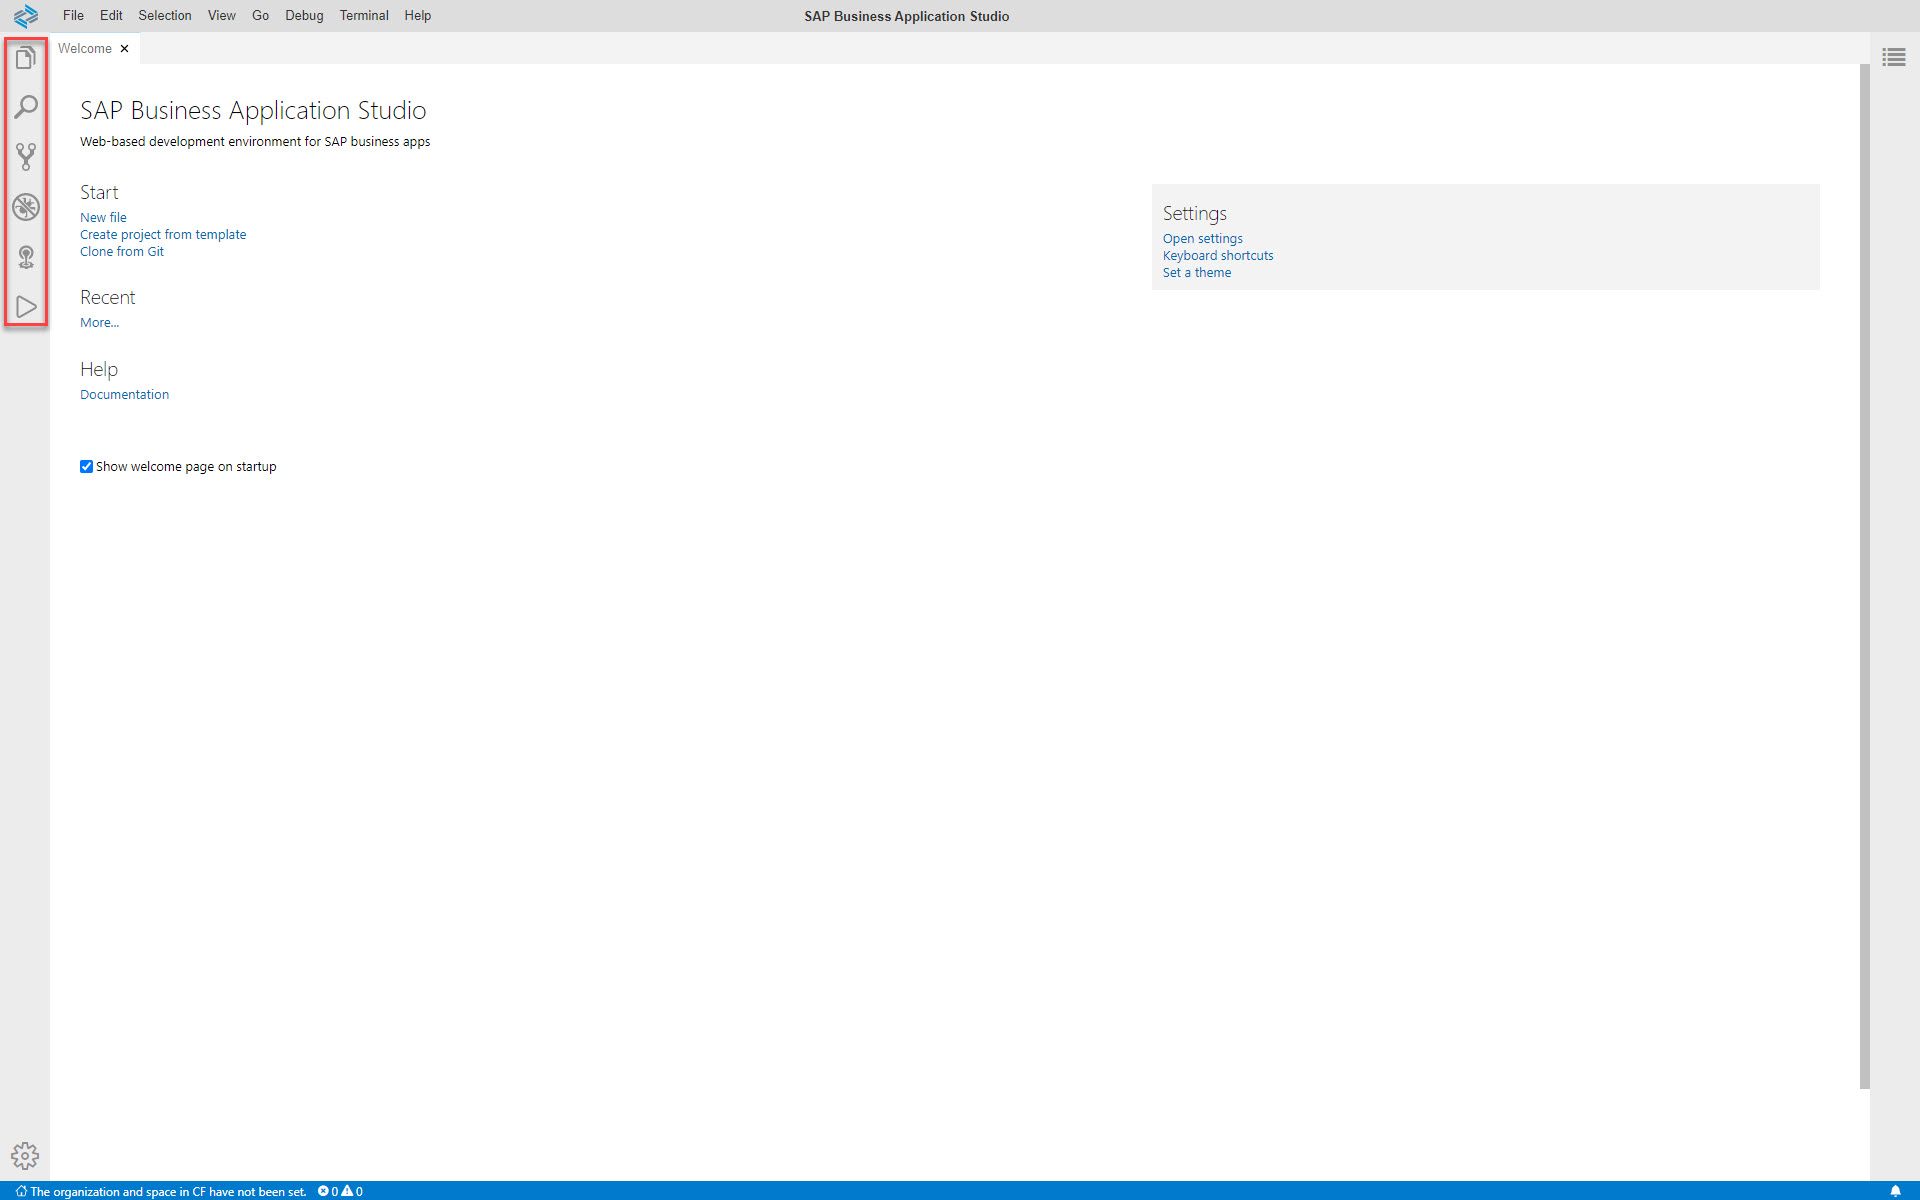 File Edit Selection View Go Debug Terminal Help SAP Business Application Studio
Welcome
SAP Business Application Studio
Web-based development environment for SAP business apps
Start
New file
Create project from template
Clone from Git
Recent
More...
Help
Documentation
Show welcome page on startup
Settings
Open settings
Keyboard shortcuts
Set a theme
The organization and space in CF have not been set. 0 0